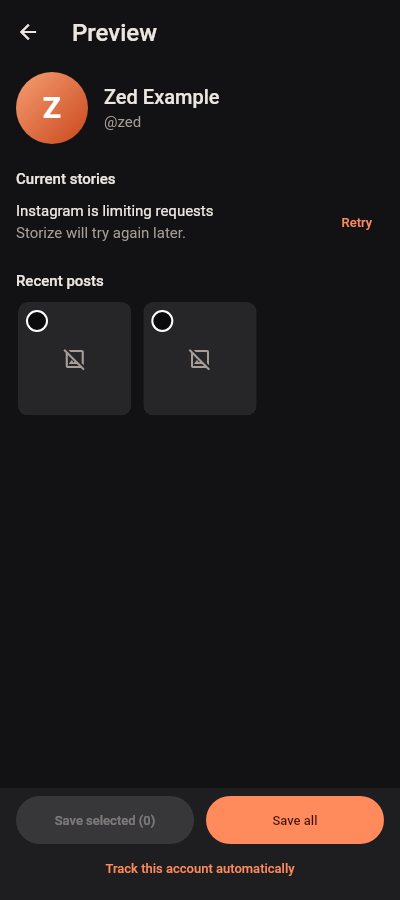 Preview
Z
Zed Example
@zed
Current stories
Instagram is limiting requests
Storize will try again later.
Retry
Recent posts
Save selected (0)
Save all
Track this account automatically